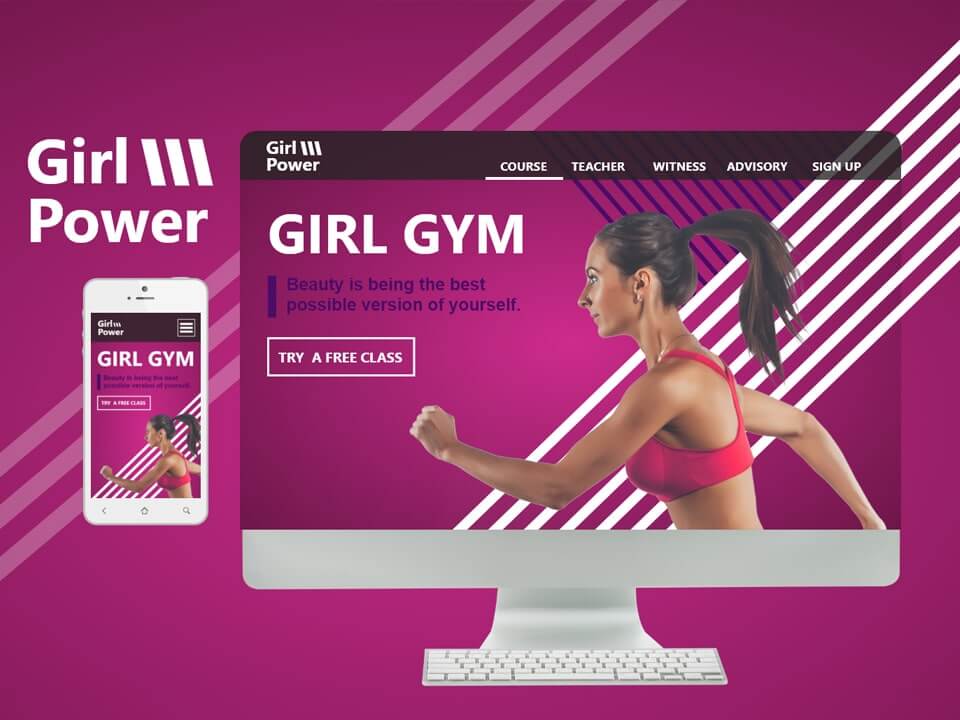 Girl
Power
Girl
Power
COURSE TEACHER WITNESS ADVISORY SIGN UP
GIRL GYM
Beauty is being the best
possible version of yourself.
TRY A FREE CLASS
Girl
Power
GIRL GYM
Beauty is being the best
possible version of yourself.
TRY A FREE CLASS